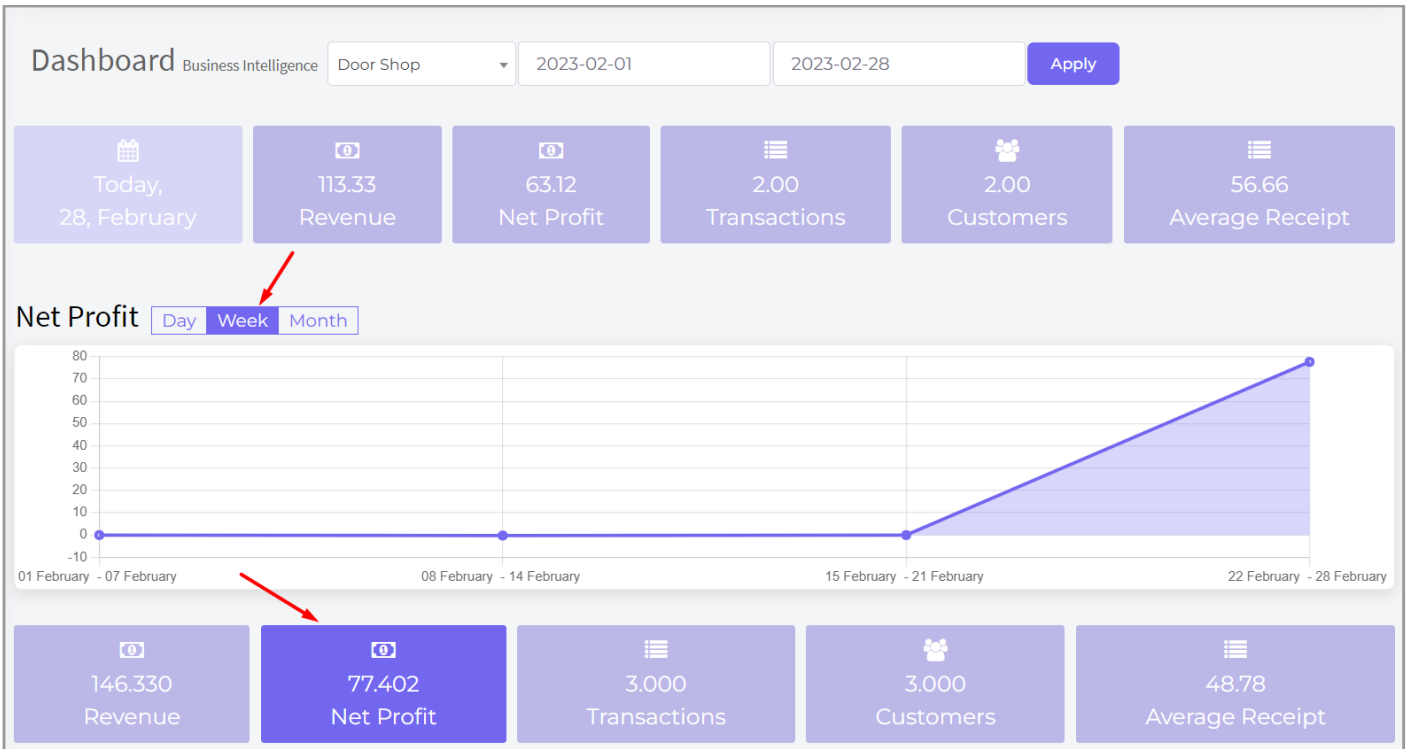 Dashboard Business Intelligence Door Shop 2023-02-01 2023-02-28 Apply
Today,
28, February
113.33
Revenue
63.12
Net Profit
2.00
Transactions
2.00
Customers
56.66
Average Receipt
Net Profit Day Week Month
80
70
60
50
40
30
20
10
0
-10
01 February - 07 February 08 February - 14 February 15 February - 21 February 22 February - 28 February
146.330
Revenue
77.402
Net Profit
3.000
Transactions
3.000
Customers
48.78
Average Receipt